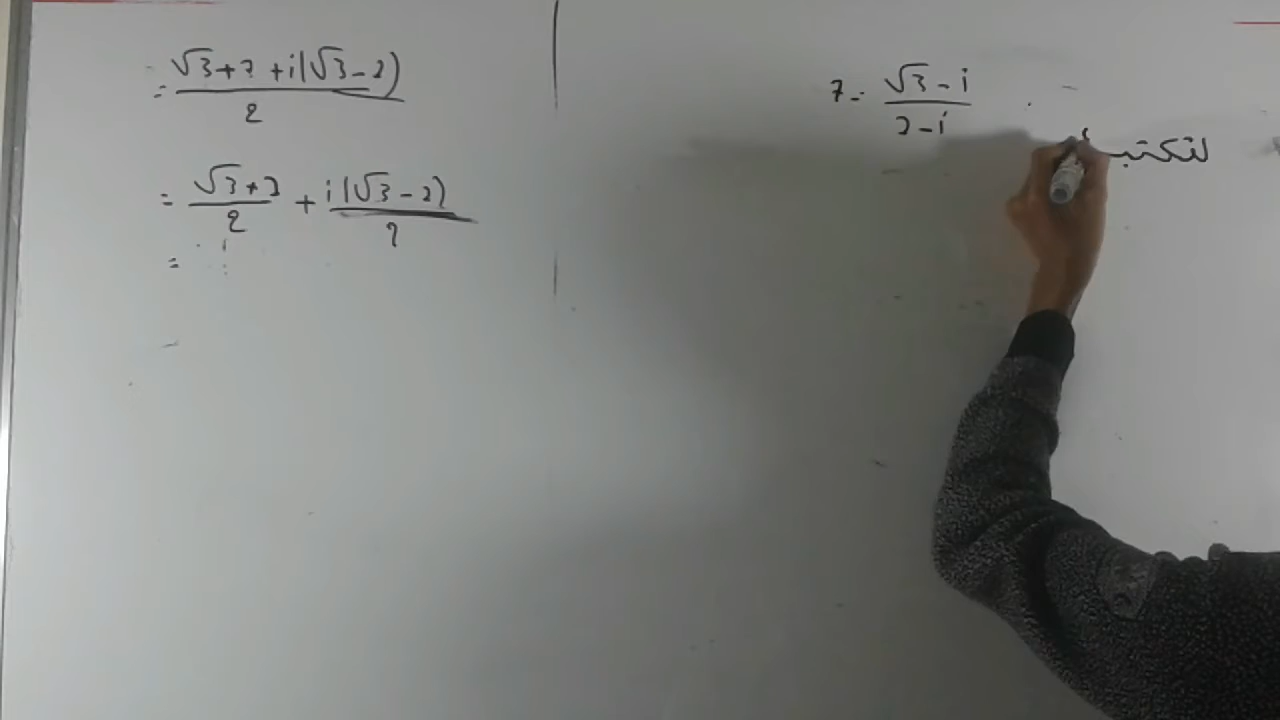 = (√3+2+i(√3-2))/2
= (√3+2)/2 + i(√3-2)/2
=
z = (√3-i)/(2-i)
لنكتب